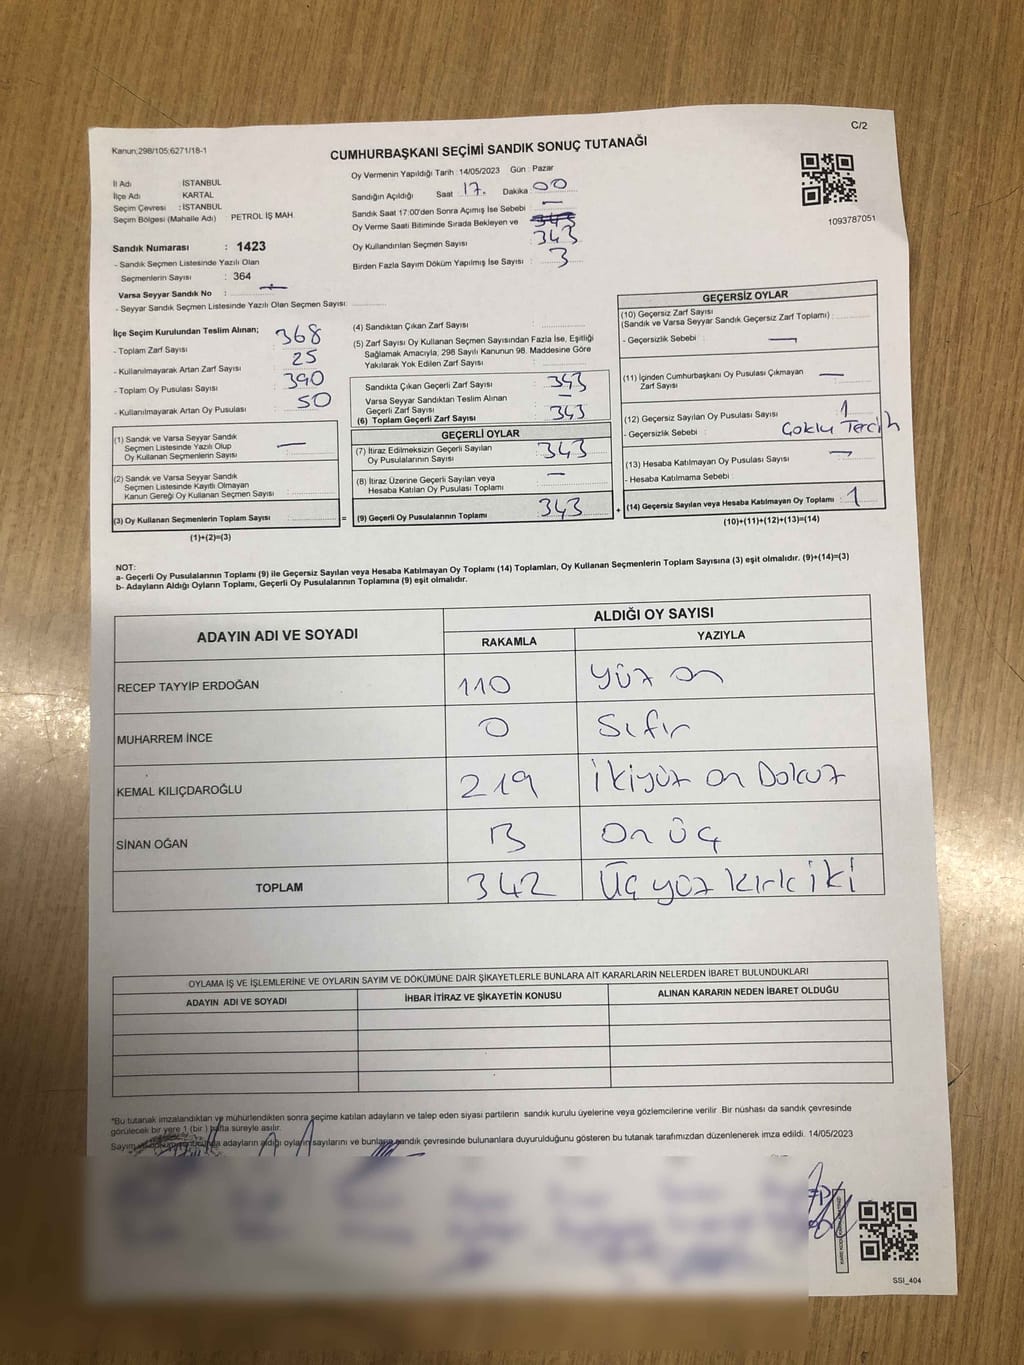 C/2
Kanun;298/105;6271/18-1
CUMHURBAŞKANI SEÇİMİ SANDIK SONUÇ TUTANAĞI
İl Adı İSTANBUL
İlçe Adı KARTAL
Seçim Çevresi : İSTANBUL
Seçim Bölgesi (Mahalle Adı) PETROL İŞ MAH.
Sandık Numarası : 1423
- Sandık Seçmen Listesinde Yazılı Olan
Seçmenlerin Sayısı : 364
Varsa Seyyar Sandık No : —
- Seyyar Sandık Seçmen Listesinde Yazılı Olan Seçmen Sayısı:
Oy Vermenin Yapıldığı Tarih : 14/05/2023 Gün : Pazar
Sandığın Açıldığı Saat 17. Dakika 00
Sandık Saat 17:00'den Sonra Açımış Ise Sebebi : —
Oy Verme Saati Bitiminde Sırada Bekleyen ve
Oy Kullandırılan Seçmen Sayısı 343
Birden Fazla Sayım Döküm Yapılmış Ise Sayısı : 3
1093787051
İlçe Seçim Kurulundan Teslim Alınan;
- Toplam Zarf Sayısı 368
- Kullanılmayarak Artan Zarf Sayısı 25
- Toplam Oy Pusulası Sayısı 390
- Kullanılmayarak Artan Oy Pusulası 50
(1) Sandık ve Varsa Seyyar Sandık
Seçmen Listesinde Yazılı Olup
Oy Kullanan Seçmenlerin Sayısı —
(2) Sandık ve Varsa Seyyar Sandık
Seçmen Listesinde Kayıtlı Olmayan
Kanun Gereği Oy Kullanan Seçmen Sayısı
(3) Oy Kullanan Seçmenlerin Toplam Sayısı =
(1)+(2)=(3)
(4) Sandıktan Çıkan Zarf Sayısı :
(5) Zarf Sayısı Oy Kullanan Seçmen Sayısından Fazla İse, Eşitliği
Sağlamak Amacıyla, 298 Sayılı Kanunun 98. Maddesine Göre
Yakılarak Yok Edilen Zarf Sayısı :
Sandıkta Çıkan Geçerli Zarf Sayısı 343
Varsa Seyyar Sandıktan Teslim Alınan
Geçerli Zarf Sayısı —
(6) Toplam Geçerli Zarf Sayısı 343
GEÇERLİ OYLAR
(7) İtiraz Edilmeksizin Geçerli Sayılan
Oy Pusulalarının Sayısı 343
(8) İtiraz Üzerine Geçerli Sayılan veya
Hesaba Katılan Oy Pusulası Toplamı —
(9) Geçerli Oy Pusulalarının Toplamı 343 +
GEÇERSİZ OYLAR
(10) Geçersiz Zarf Sayısı
(Sandık ve Varsa Seyyar Sandık Geçersiz Zarf Toplamı) :
- Geçersizlik Sebebi : —
(11) İçinden Cumhurbaşkanı Oy Pusulası Çıkmayan
Zarf Sayısı —
(12) Geçersiz Sayılan Oy Pusulası Sayısı : 1
- Geçersizlik Sebebi : Çoklu Tercih
(13) Hesaba Katılmayan Oy Pusulası Sayısı : —
- Hesaba Katılmama Sebebi :
(14) Geçersiz Sayılan veya Hesaba Katılmayan Oy Toplamı 1
(10)+(11)+(12)+(13)=(14)
NOT:
a- Geçerli Oy Pusulalarının Toplamı (9) ile Geçersiz Sayılan veya Hesaba Katılmayan Oy Toplamı (14) Toplamları, Oy Kullanan Seçmenlerin Toplam Sayısına (3) eşit olmalıdır. (9)+(14)=(3)
b- Adayların Aldığı Oyların Toplamı, Geçerli Oy Pusulalarının Toplamına (9) eşit olmalıdır.
ADAYIN ADI VE SOYADI
ALDIĞI OY SAYISI
RAKAMLA YAZIYLA
RECEP TAYYİP ERDOĞAN 110 yüz on
MUHARREM İNCE 0 Sıfır
KEMAL KILIÇDAROĞLU 219 ikiyüz on Dokuz
SİNAN OĞAN 13 On üç
TOPLAM 342 Üç yüz kırk iki
OYLAMA İŞ VE İŞLEMLERİNE VE OYLARIN SAYIM VE DÖKÜMÜNE DAİR ŞİKAYETLERLE BUNLARA AİT KARARLARIN NELERDEN İBARET BULUNDUKLARI
ADAYIN ADI VE SOYADI İHBAR İTİRAZ VE ŞİKAYETİN KONUSU ALINAN KARARIN NEDEN İBARET OLDUĞU
*Bu tutanak imzalandıktan ve mühürlendikten sonra seçime katılan adayların ve talep eden siyasi partilerin sandık kurulu üyelerine veya gözlemcilerine verilir .Bir nüshası da sandık çevresinde
görülecek bir yere 1 (bir ) hafta süreyle asılır.
Sayım adayların aldığı oyların sayılarını ve bunların sandık çevresinde bulunanlara duyurulduğunu gösteren bu tutanak tarafımızdan düzenlenerek imza edildi. 14/05/2023
SSI_404